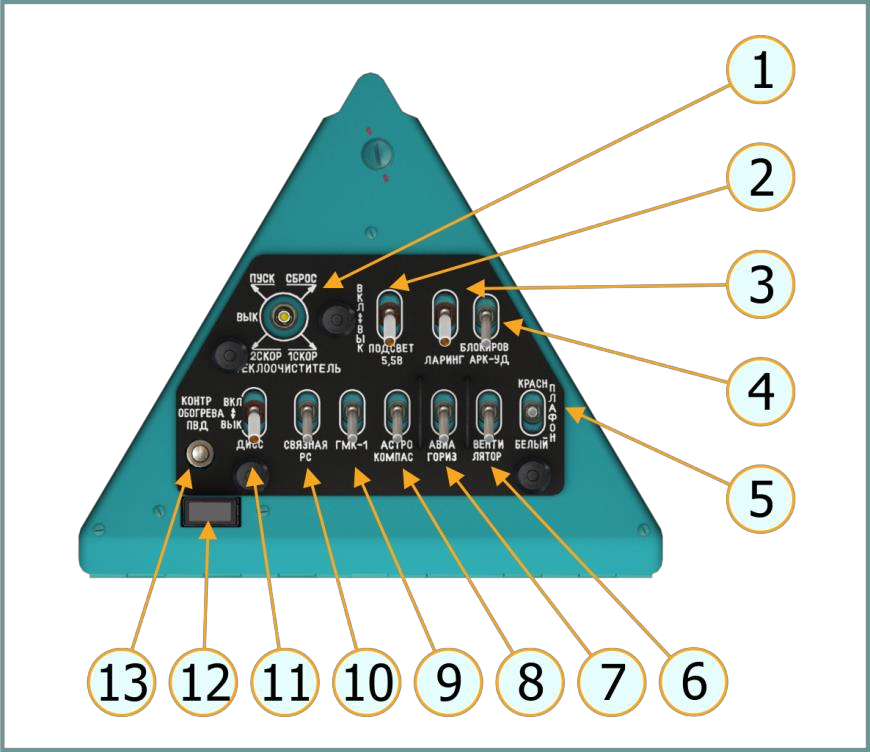 1
2
3
4
5
6
7
8
9
10
11
12
13
ПУСК СБРОС
ВЫК
2СКОР 1СКОР
ТЕКЛООЧИСТИТЕЛЬ
ВКЛ ВЫК
ПОДСВЕТ
5,5В
ЛАРИНГ
БЛОКИРОВ
АРК-УД
КОНТР
ОБОГРЕВА
ПВД
ВКЛ
ВЫК
ДИСС
СВЯЗНАЯ
РС
ГМК-1
АСТРО
КОМПАС
АВИА
ГОРИЗ
ВЕНТИ
ЛЯТОР
КРАСН
БЕЛЫЙ
ПЛАФОН